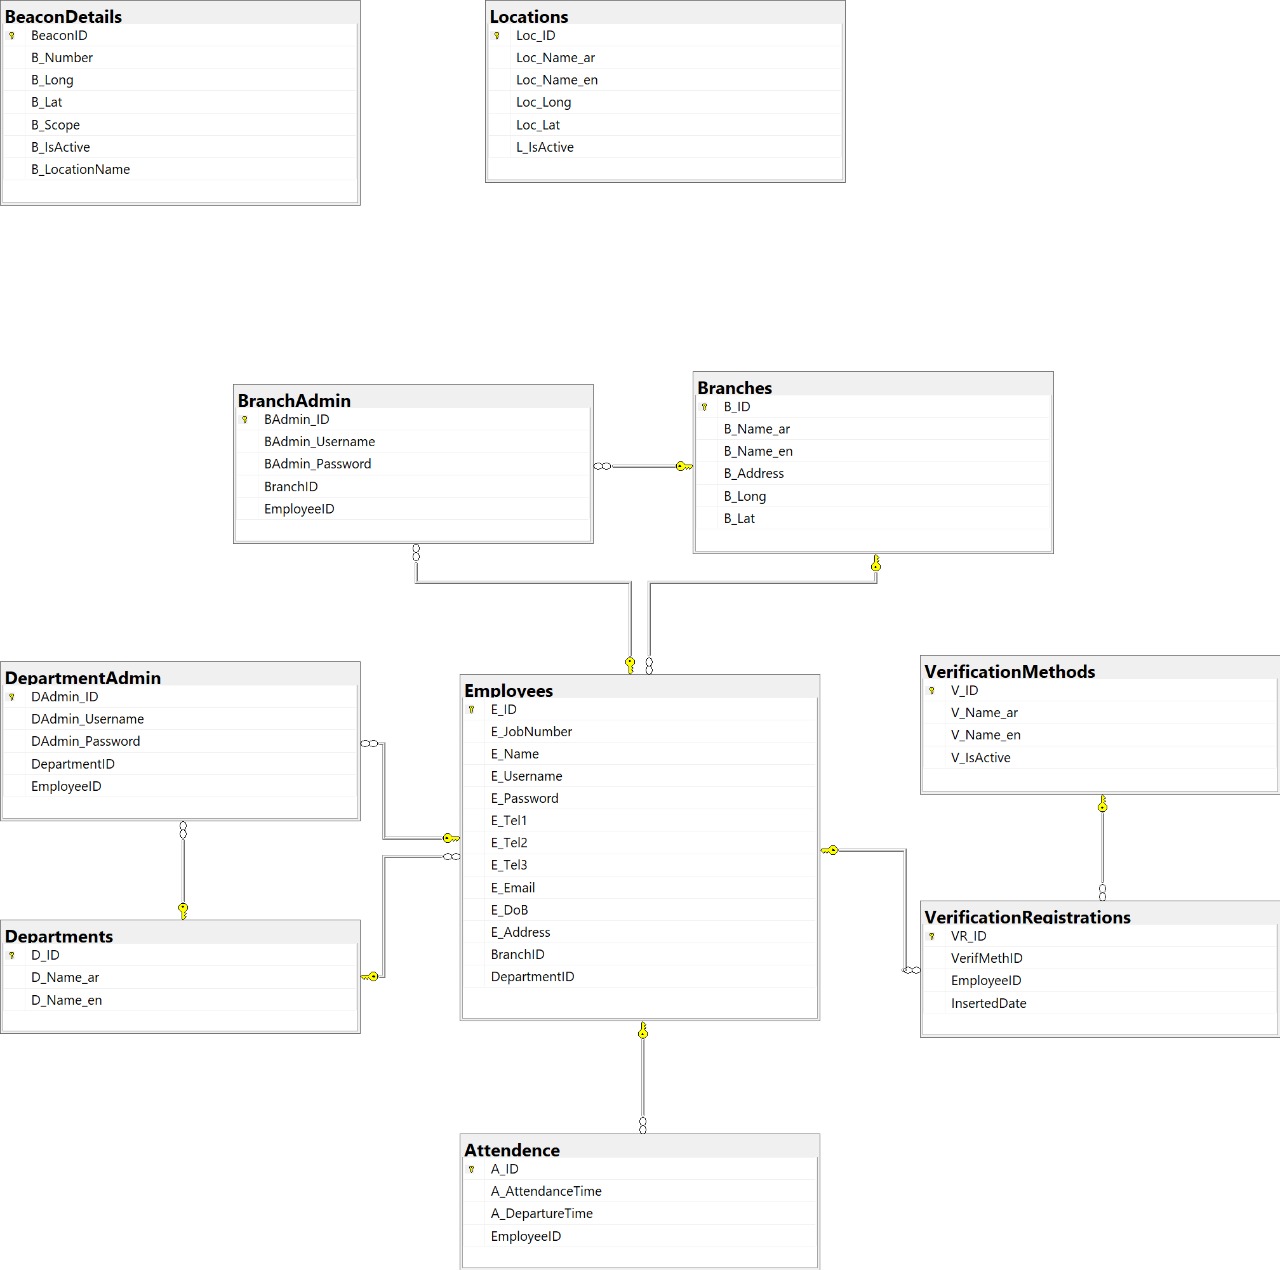 BeaconDetails
BeaconID
B_Number
B_Long
B_Lat
B_Scope
B_IsActive
B_LocationName
Locations
Loc_ID
Loc_Name_ar
Loc_Name_en
Loc_Long
Loc_Lat
L_IsActive
BranchAdmin
BAdmin_ID
BAdmin_Username
BAdmin_Password
BranchID
EmployeeID
Branches
B_ID
B_Name_ar
B_Name_en
B_Address
B_Long
B_Lat
DepartmentAdmin
DAdmin_ID
DAdmin_Username
DAdmin_Password
DepartmentID
EmployeeID
Employees
E_ID
E_JobNumber
E_Name
E_Username
E_Password
E_Tel1
E_Tel2
E_Tel3
E_Email
E_DoB
E_Address
BranchID
DepartmentID
VerificationMethods
V_ID
V_Name_ar
V_Name_en
V_IsActive
Departments
D_ID
D_Name_ar
D_Name_en
VerificationRegistrations
VR_ID
VerifMethID
EmployeeID
InsertedDate
Attendence
A_ID
A_AttendanceTime
A_DepartureTime
EmployeeID